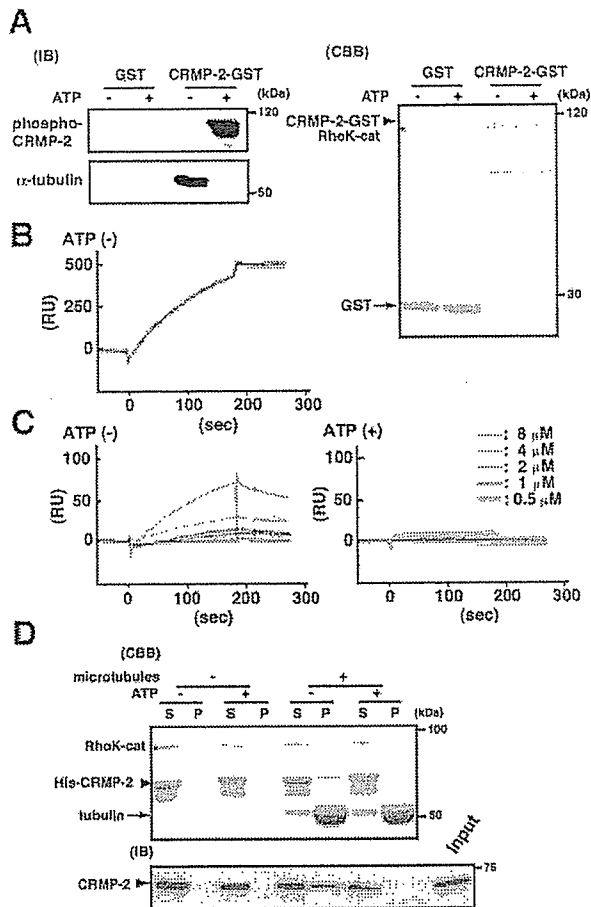 A
(IB)
GST CRMP-2-GST
ATP - + - + (kDa)
120
phospho-
CRMP-2
α-tubulin
50
(CBB)
GST CRMP-2-GST
ATP - + - + (kDa)
120
CRMP-2-GST
RhoK-cat
30
GST
B
ATP (-)
500
250
0
(RU)
0 100 200 300
(sec)
C
ATP (-)
100
50
0
(RU)
0 100 200 300
(sec)
ATP (+)
100
50
0
(RU)
0 100 200 300
(sec)
: 8 μM
: 4 μM
: 2 μM
: 1 μM
: 0.5 μM
D
(CBB)
microtubules - +
ATP - + - +
S P S P S P S P (kDa)
100
RhoK-cat
His-CRMP-2
tubulin
50
Input
(IB)
75
CRMP-2